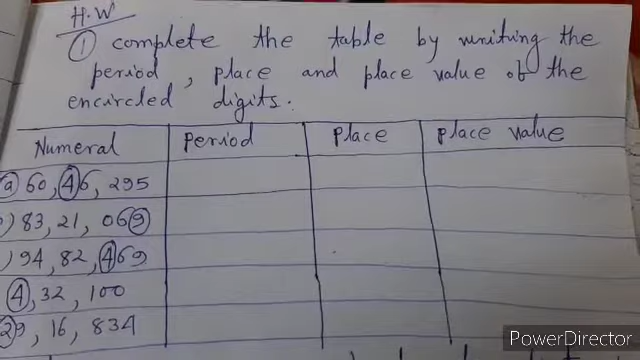 H.W
① complete the table by writing the
period, place and place value of the
encircled digits.
Numeral Period Place place value
(a) 60, 46, 295
) 83, 21, 069
) 94, 82, 469
4, 32, 100
29, 16, 834
PowerDirector